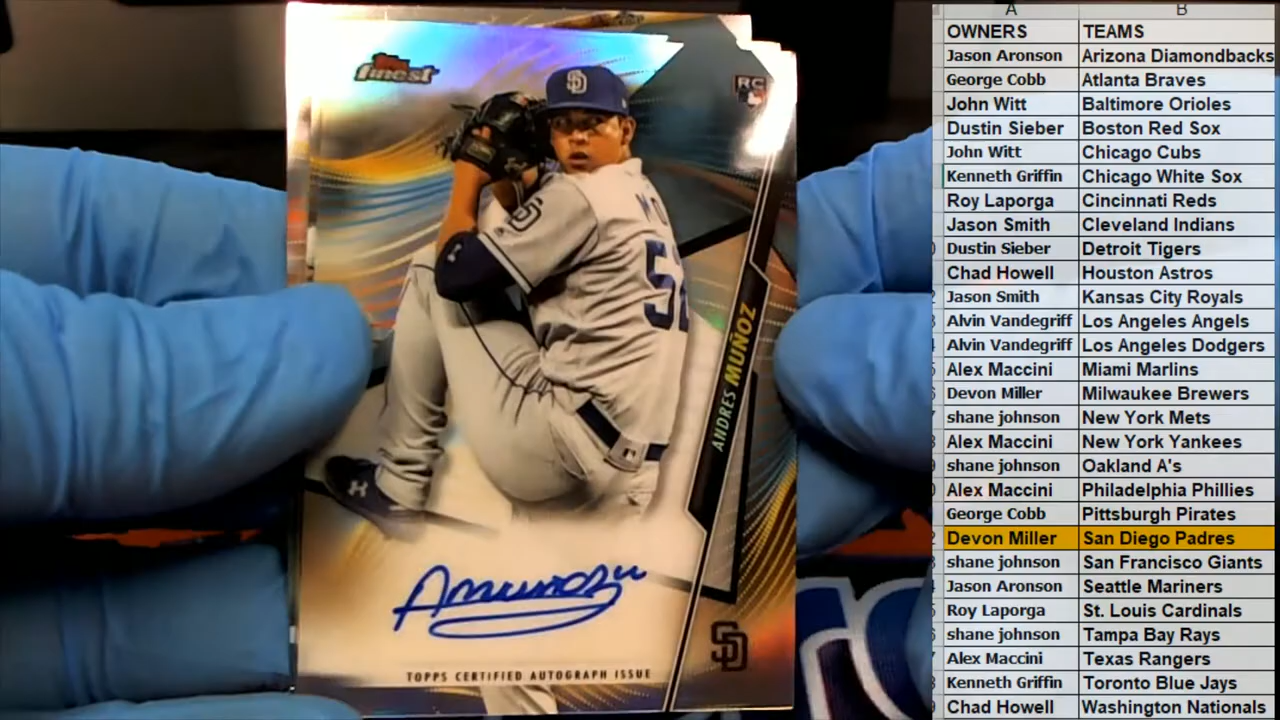 Topps
finest
RC
SD
SD
MU
52
ANDRES MUÑOZ
Amunoz
TOPPS CERTIFIED AUTOGRAPH ISSUE
SD
A B
OWNERS TEAMS
Jason Aronson Arizona Diamondbacks
George Cobb Atlanta Braves
John Witt Baltimore Orioles
Dustin Sieber Boston Red Sox
John Witt Chicago Cubs
Kenneth Griffin Chicago White Sox
Roy Laporga Cincinnati Reds
Jason Smith Cleveland Indians
Dustin Sieber Detroit Tigers
Chad Howell Houston Astros
Jason Smith Kansas City Royals
Alvin Vandegriff Los Angeles Angels
Alvin Vandegriff Los Angeles Dodgers
Alex Maccini Miami Marlins
Devon Miller Milwaukee Brewers
shane johnson New York Mets
Alex Maccini New York Yankees
shane johnson Oakland A's
Alex Maccini Philadelphia Phillies
George Cobb Pittsburgh Pirates
Devon Miller San Diego Padres
shane johnson San Francisco Giants
Jason Aronson Seattle Mariners
Roy Laporga St. Louis Cardinals
shane johnson Tampa Bay Rays
Alex Maccini Texas Rangers
Kenneth Griffin Toronto Blue Jays
Chad Howell Washington Nationals